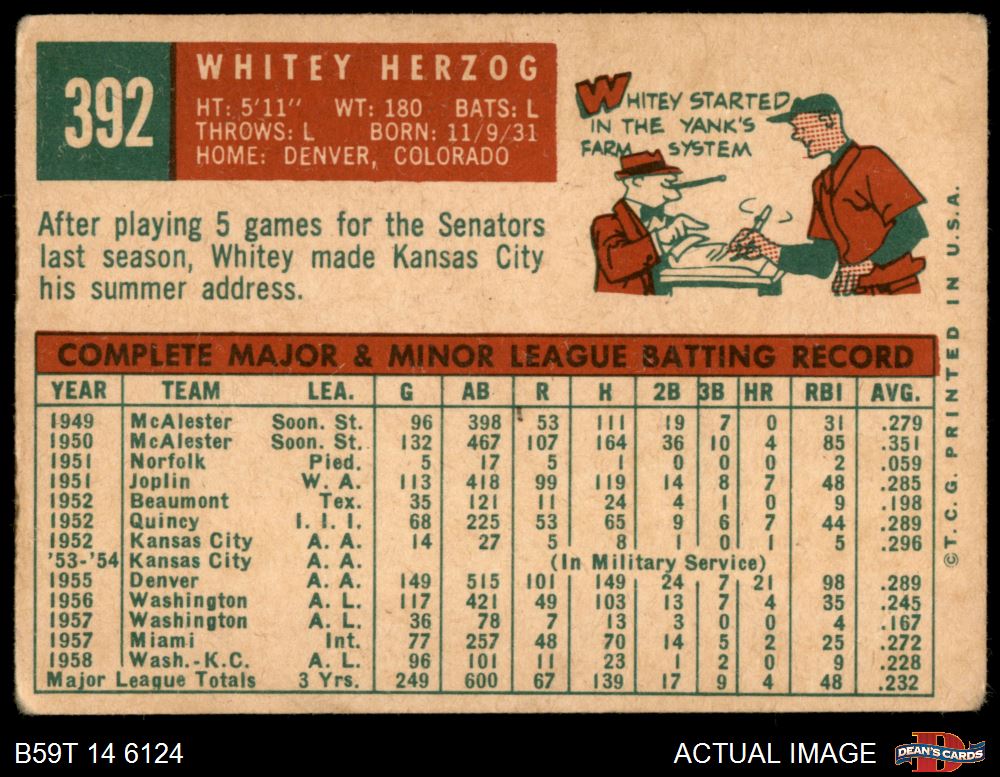 392
WHITEY HERZOG
HT: 5'11" WT: 180 BATS: L
THROWS: L BORN: 11/9/31
HOME: DENVER, COLORADO
WHITEY STARTED
IN THE YANK'S
FARM SYSTEM
After playing 5 games for the Senators
last season, Whitey made Kansas City
his summer address.
COMPLETE MAJOR & MINOR LEAGUE BATTING RECORD
YEAR TEAM LEA. G AB R H 2B 3B HR RBI AVG.
1949 McAlester Soon. St. 96 398 53 111 19 7 0 31 .279
1950 McAlester Soon. St. 132 467 107 164 36 10 4 85 .351
1951 Norfolk Pied. 5 17 5 1 0 0 0 2 .059
1951 Joplin W. A. 113 418 99 119 14 8 7 48 .285
1952 Beaumont Tex. 35 121 11 24 4 1 0 9 .198
1952 Quincy I. I. I. 68 225 53 65 9 6 7 44 .289
1952 Kansas City A. A. 14 27 5 8 1 0 1 5 .296
'53-'54 Kansas City A. A. (In Military Service)
1955 Denver A. A. 149 515 101 149 24 7 21 98 .289
1956 Washington A. L. 117 421 49 103 13 7 4 35 .245
1957 Washington A. L. 36 78 7 13 3 0 0 4 .167
1957 Miami Int. 77 257 48 70 14 5 2 25 .272
1958 Wash.-K.C. A. L. 96 101 11 23 1 2 0 9 .228
Major League Totals 3 Yrs. 249 600 67 139 17 9 4 48 .232
©T.C.G. PRINTED IN U.S.A.
B59T 14 6124
ACTUAL IMAGE
DEAN'S CARDS